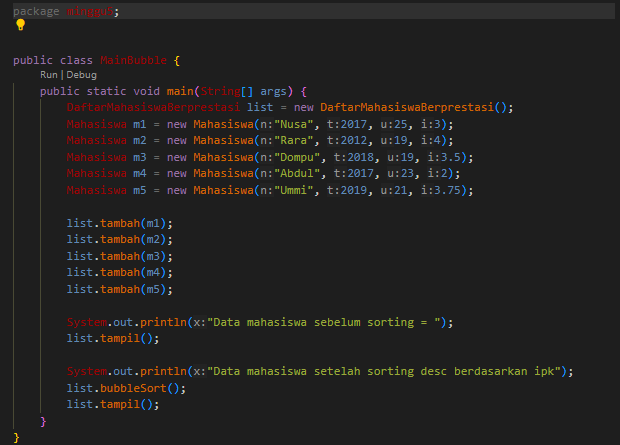 package minggu5;
public class MainBubble {
Run | Debug
public static void main(String[] args) {
DaftarMahasiswaBerprestasi list = new DaftarMahasiswaBerprestasi();
Mahasiswa m1 = new Mahasiswa(n:"Nusa", t:2017, u:25, i:3);
Mahasiswa m2 = new Mahasiswa(n:"Rara", t:2012, u:19, i:4);
Mahasiswa m3 = new Mahasiswa(n:"Dompu", t:2018, u:19, i:3.5);
Mahasiswa m4 = new Mahasiswa(n:"Abdul", t:2017, u:23, i:2);
Mahasiswa m5 = new Mahasiswa(n:"Ummi", t:2019, u:21, i:3.75);
list.tambah(m1);
list.tambah(m2);
list.tambah(m3);
list.tambah(m4);
list.tambah(m5);
System.out.println(x:"Data mahasiswa sebelum sorting = ");
list.tampil();
System.out.println(x:"Data mahasiswa setelah sorting desc berdasarkan ipk");
list.bubbleSort();
list.tampil();
}
}